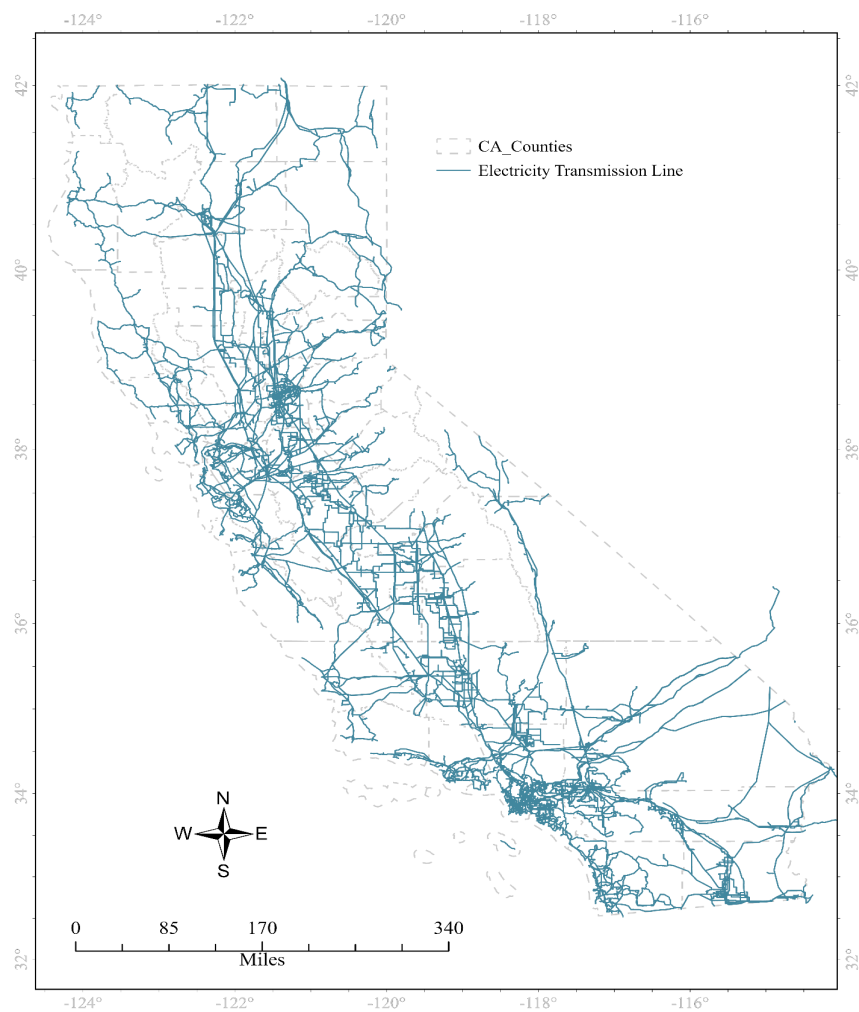 -124° -122° -120° -118° -116°
42° 42°
CA_Counties
Electricity Transmission Line
40° 40°
38° 38°
36° 36°
34° 34°
N
W E
S
0 85 170 340
Miles
32° 32°
-124° -122° -120° -118° -116°